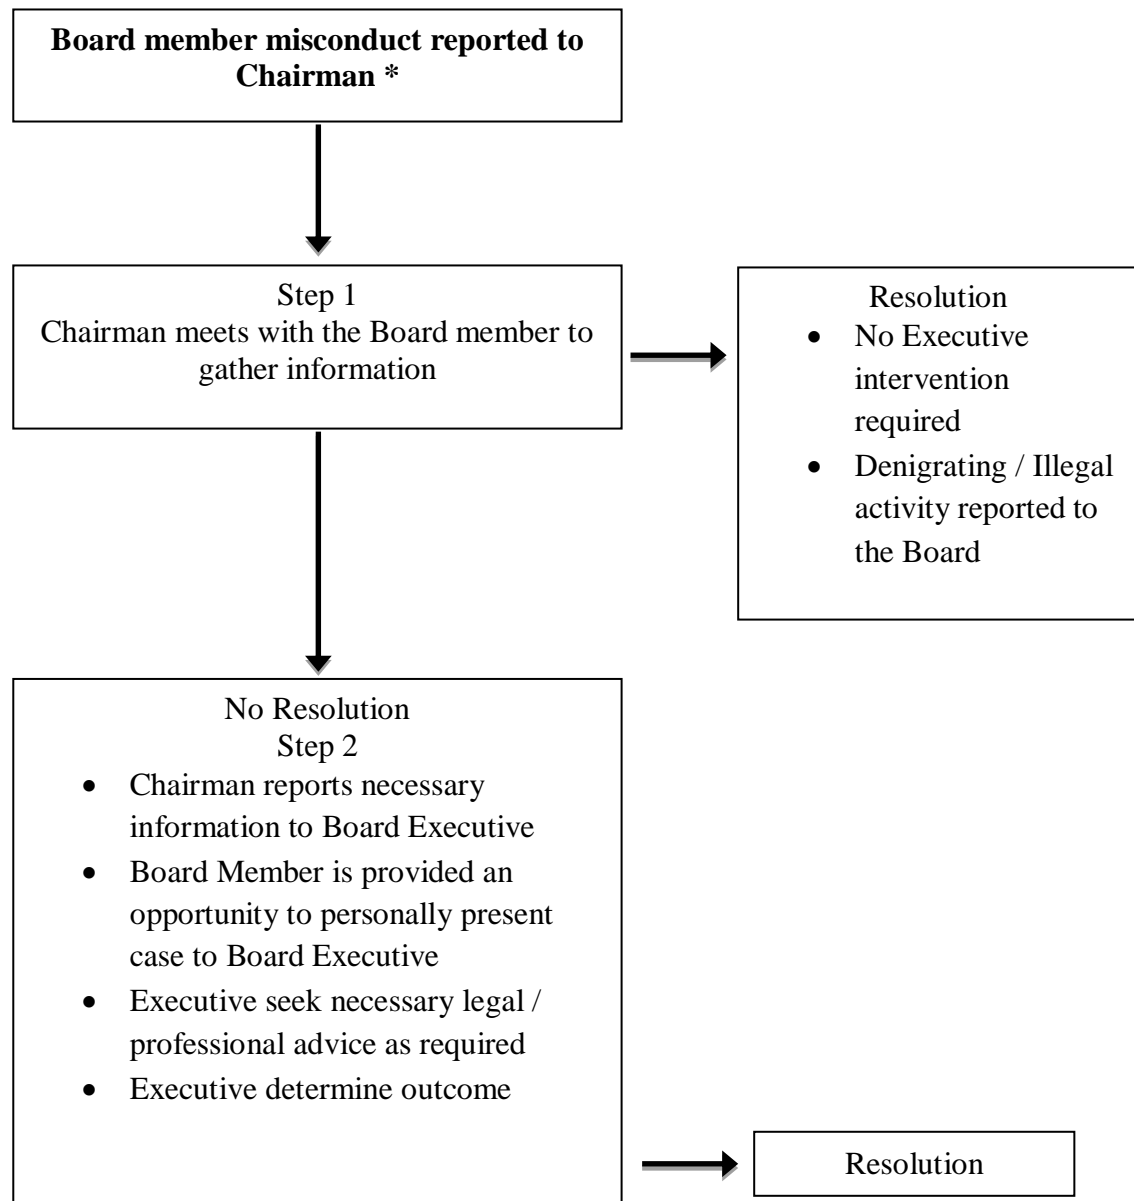 Board member misconduct reported to
Chairman *
Step 1
Chairman meets with the Board member to
gather information
Resolution
• No Executive
intervention
required
• Denigrating / Illegal
activity reported to
the Board
No Resolution
Step 2
• Chairman reports necessary
information to Board Executive
• Board Member is provided an
opportunity to personally present
case to Board Executive
• Executive seek necessary legal /
professional advice as required
• Executive determine outcome
Resolution